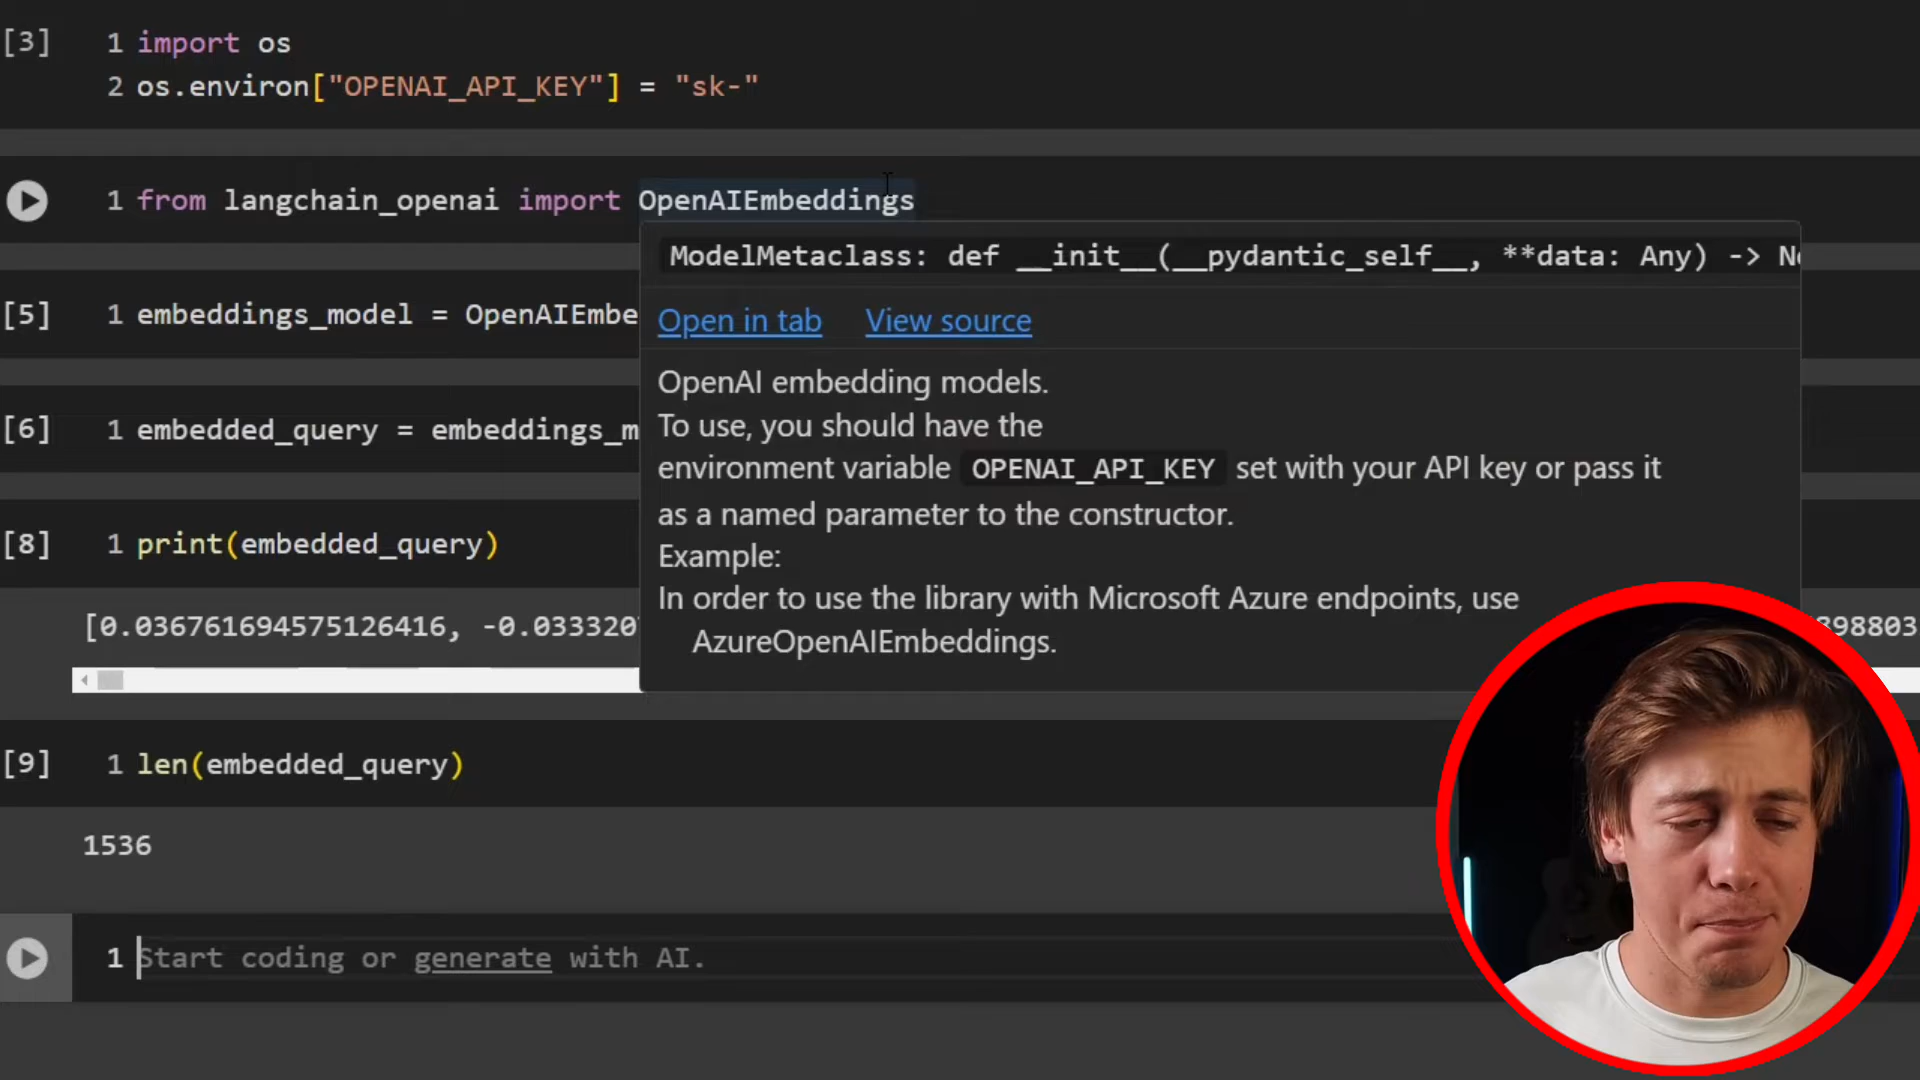 [3] 1 import os
2 os.environ["OPENAI_API_KEY"] = "sk-"
1 from langchain_openai import OpenAIEmbeddings
ModelMetaclass: def __init__(__pydantic_self__, **data: Any) -> No
Open in tab View source
[5] 1 embeddings_model = OpenAIEmbe
OpenAI embedding models.
To use, you should have the
[6] 1 embedded_query = embeddings_m
environment variable OPENAI_API_KEY set with your API key or pass it
as a named parameter to the constructor.
[8] 1 print(embedded_query)
Example:
In order to use the library with Microsoft Azure endpoints, use
AzureOpenAIEmbeddings.
[0.036761694575126416, -0.033320 898803
[9] 1 len(embedded_query)
1536
1 Start coding or generate with AI.